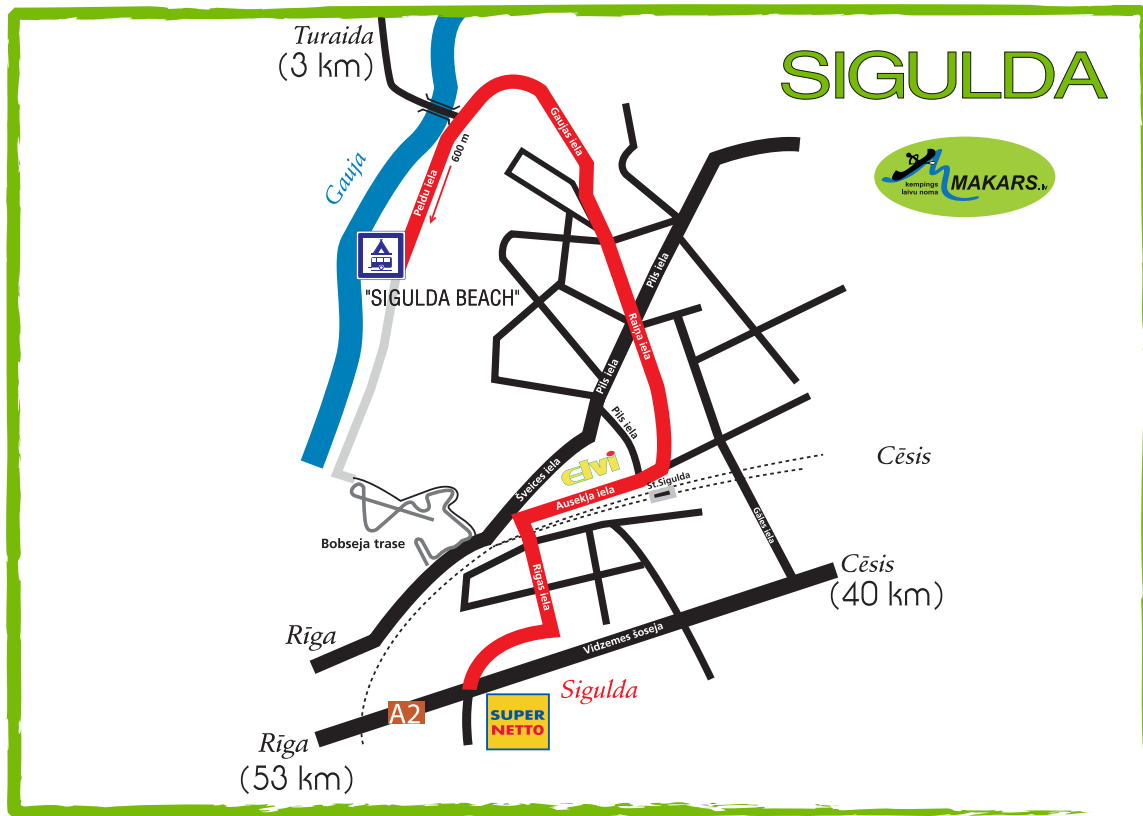 Turaida
(3 km)
SIGULDA
Gaujas iela
600 m
Gauja
Peldu iela
kempings
laivu noma
MAKARS.lv
"SIGULDA BEACH"
Pils iela
Raiņa iela
Pils iela
Pils iela
elvi
Šveices iela
St.Sigulda
Ausekļa iela
Cēsis
Gāles iela
Bobseja trase
Rīgas iela
Cēsis
(40 km)
Rīga
Vidzemes šoseja
Sigulda
A2
SUPER
NETTO
Rīga
(53 km)